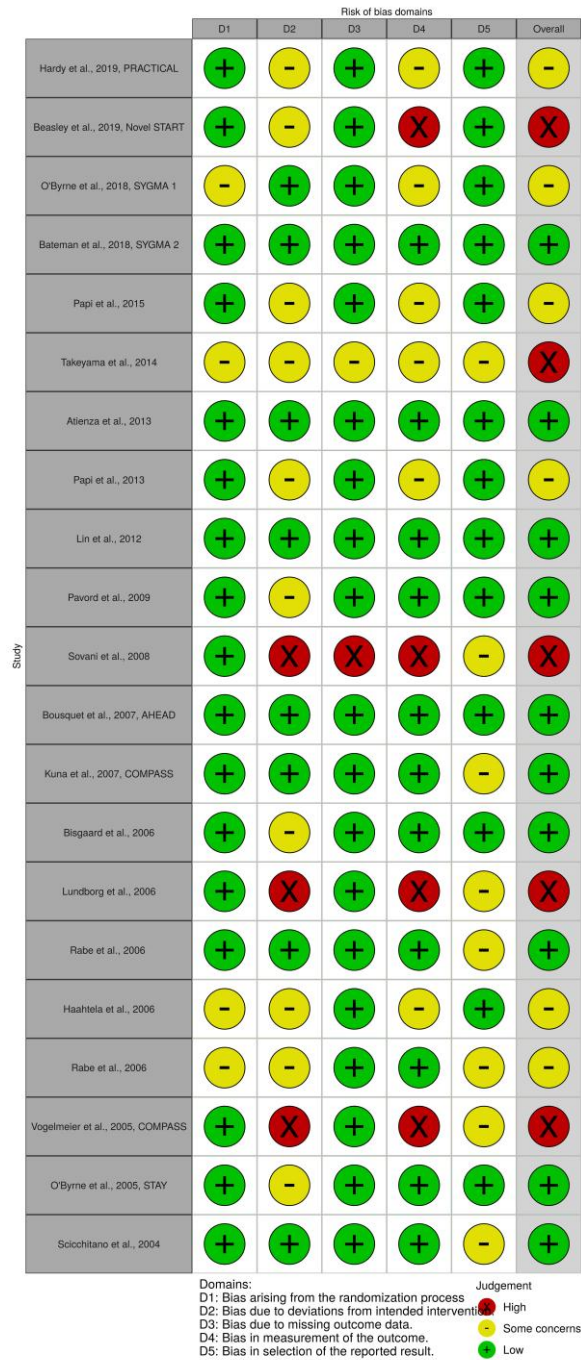 Risk of bias domains
D1 D2 D3 D4 D5 Overall
Study
Hardy et al., 2019, PRACTICAL + - + - + -
Beasley et al., 2019, Novel START + - + X + X
O'Byrne et al., 2018, SYGMA 1 - + + - + -
Bateman et al., 2018, SYGMA 2 + + + + + +
Papi et al., 2015 + - + - + -
Takeyama et al., 2014 - - - - - X
Atienza et al., 2013 + + + + + +
Papi et al., 2013 + - + - + -
Lin et al., 2012 + + + + + +
Pavord et al., 2009 + - + + + +
Sovani et al., 2008 + X X X - X
Bousquet et al., 2007, AHEAD + + + + + +
Kuna et al., 2007, COMPASS + + + + - +
Bisgaard et al., 2006 + - + + + +
Lundborg et al., 2006 + X + X - X
Rabe et al., 2006 + + + + - +
Haahtela et al., 2006 - - + - + -
Rabe et al., 2006 - - + + - -
Vogelmeier et al., 2005, COMPASS + X + X - X
O'Byrne et al., 2005, STAY + - + + + +
Scicchitano et al., 2004 + + + + - +
Domains:
D1: Bias arising from the randomization process
D2: Bias due to deviations from intended intervention.
D3: Bias due to missing outcome data.
D4: Bias in measurement of the outcome.
D5: Bias in selection of the reported result.
Judgement
X High
- Some concerns
+ Low